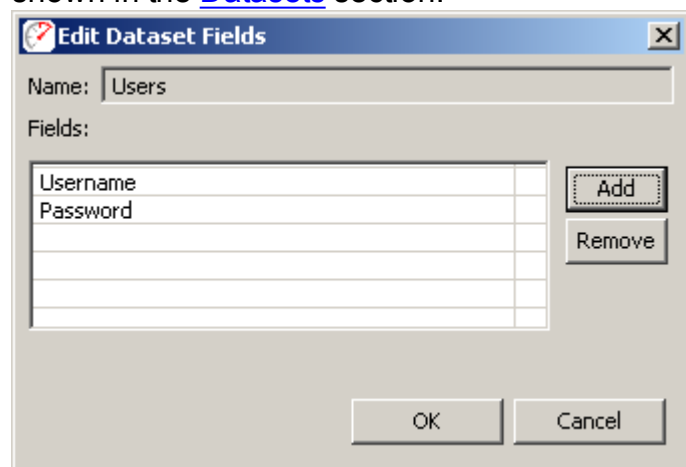 shown in the Datasets section.
Edit Dataset Fields
Name: Users
Fields:
Username
Password
Add
Remove
OK
Cancel